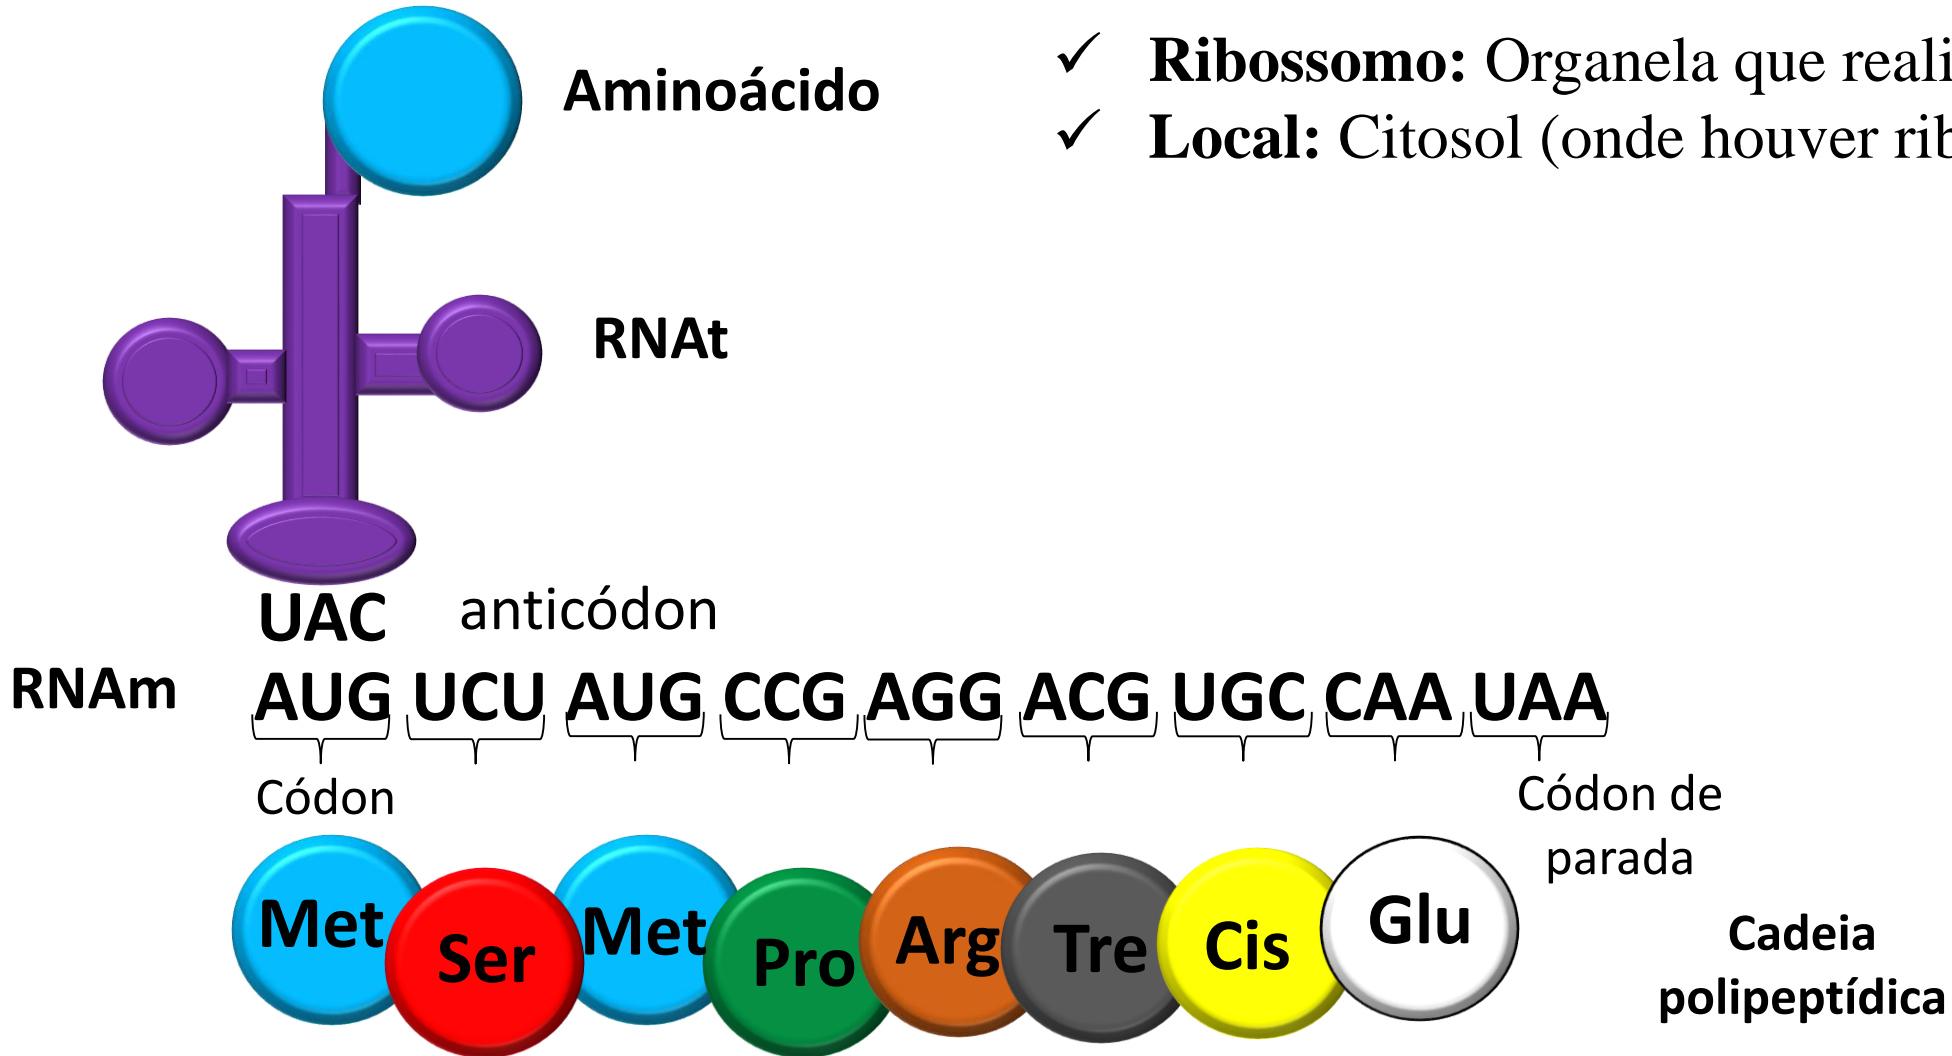 Aminoácido
✓ Ribossomo: Organela que reali
✓ Local: Citosol (onde houver rib
RNAt
UAC anticódon
RNAm AUG UCU AUG CCG AGG ACG UGC CAA UAA
Códon
Códon de
parada
Met Ser Met Pro Arg Tre Cis Glu
Cadeia
polipeptídica